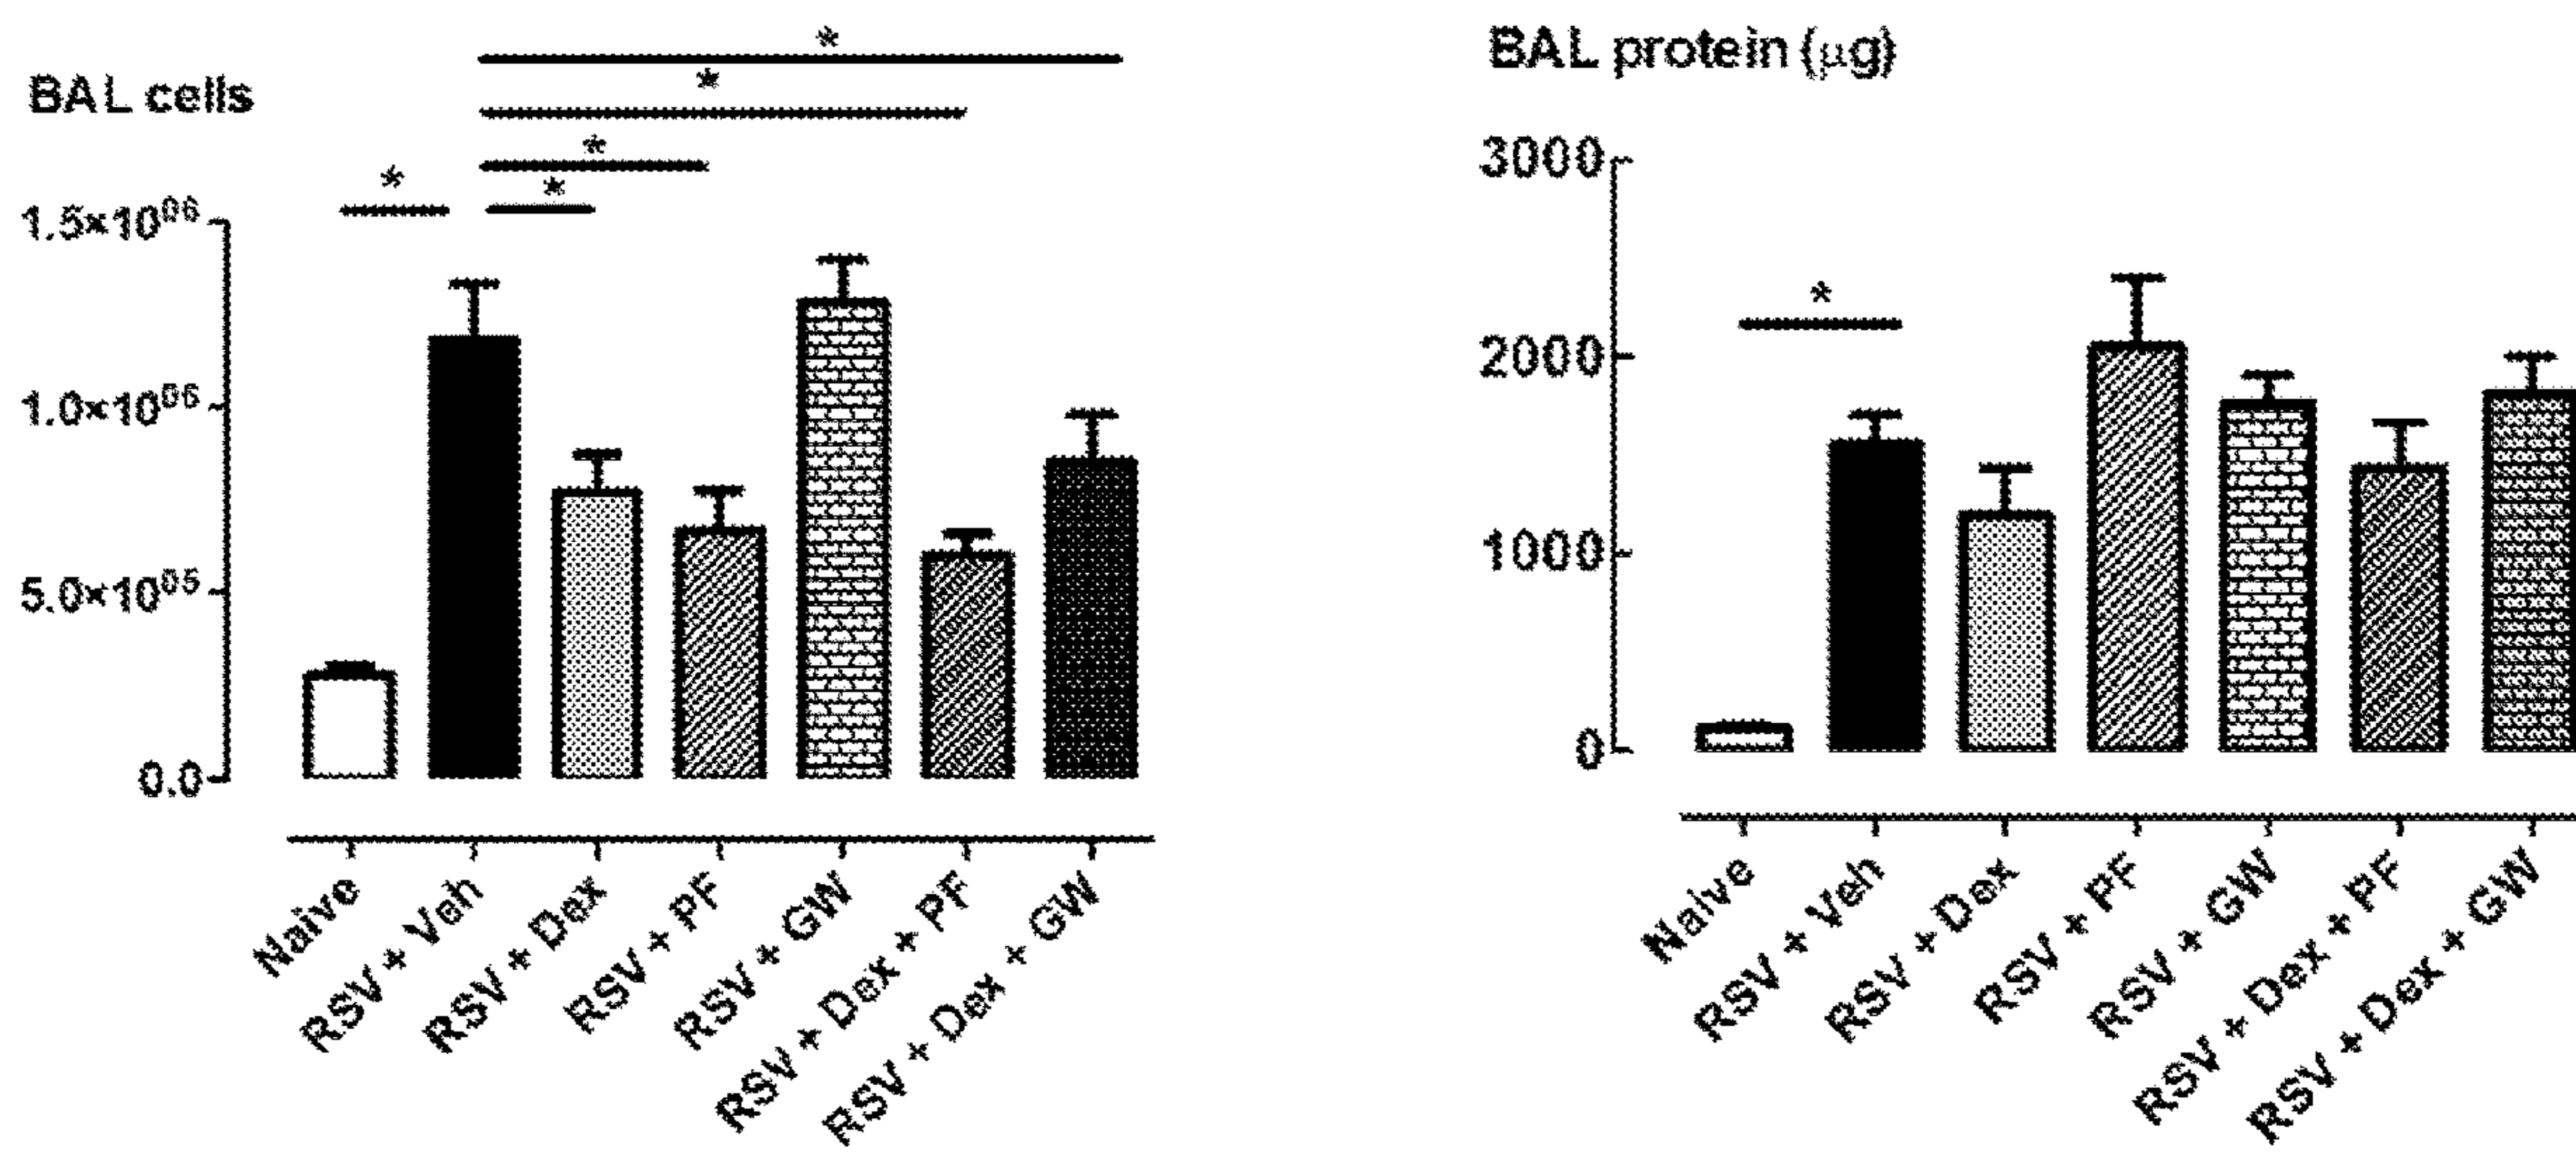 BAL cells
*
*
*
*
*
1.5×10⁰⁶
1.0×10⁰⁶
5.0×10⁰⁵
0.0
Naive
RSV + Veh
RSV + Dex
RSV + PF
RSV + GW
RSV + Dex + PF
RSV + Dex + GW
BAL protein (μg)
3000
2000
1000
0
*
Naive
RSV + Veh
RSV + Dex
RSV + PF
RSV + GW
RSV + Dex + PF
RSV + Dex + GW